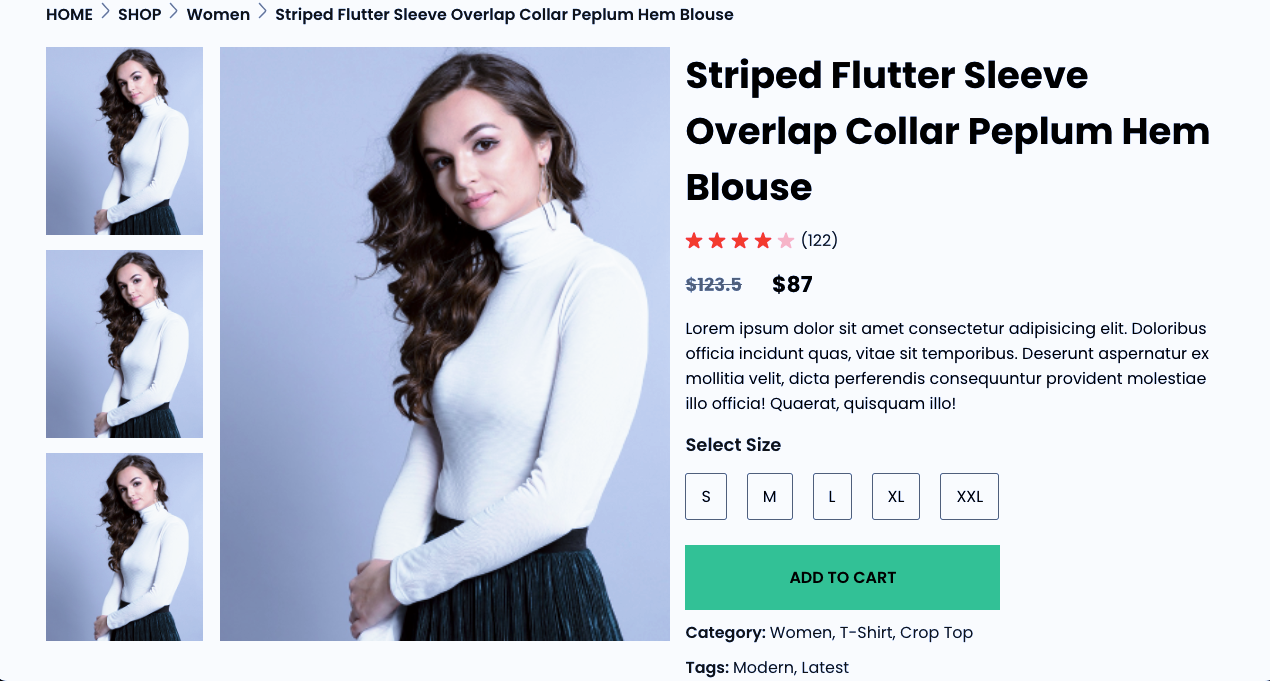 HOME SHOP Women Striped Flutter Sleeve Overlap Collar Peplum Hem Blouse
Striped Flutter Sleeve
Overlap Collar Peplum Hem
Blouse
(122)
$123.5 $87
Lorem ipsum dolor sit amet consectetur adipisicing elit. Doloribus
officia incidunt quas, vitae sit temporibus. Deserunt aspernatur ex
mollitia velit, dicta perferendis consequuntur provident molestiae
illo officia! Quaerat, quisquam illo!
Select Size
S M L XL XXL
ADD TO CART
Category: Women, T-Shirt, Crop Top
Tags: Modern, Latest